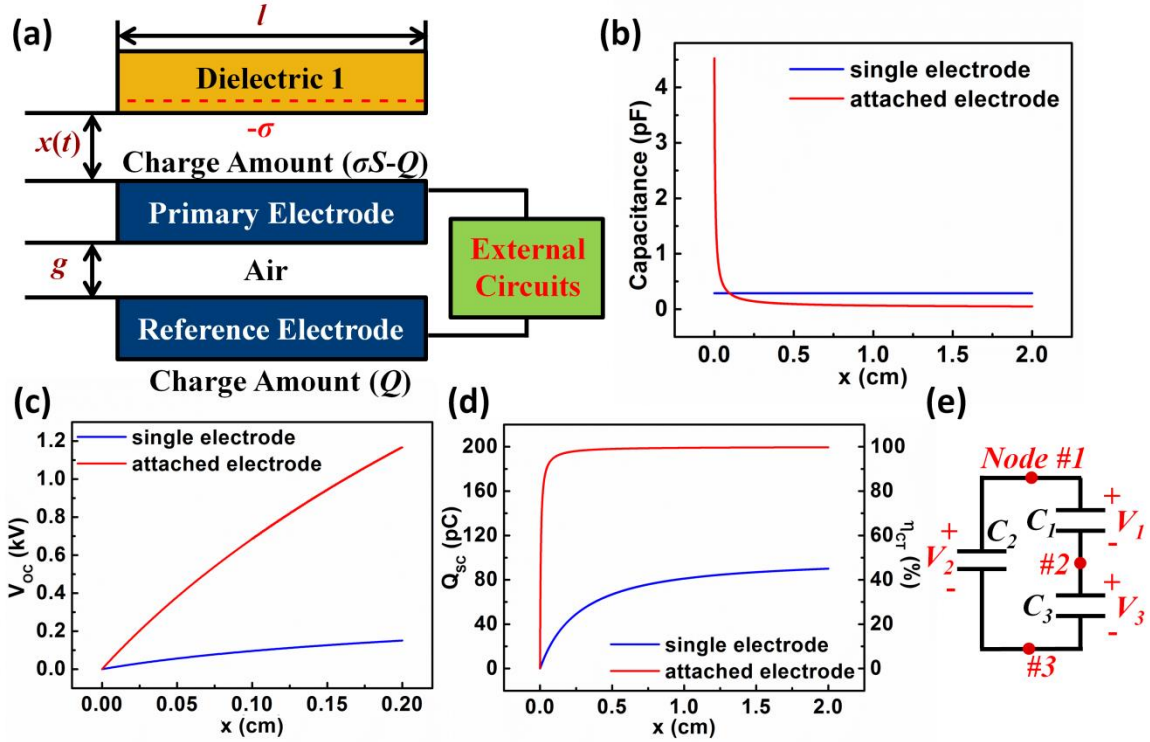 (a)
l
Dielectric 1
-σ
x(t)
Charge Amount (σS-Q)
Primary Electrode
g
Air
External
Circuits
Reference Electrode
Charge Amount (Q)
(b)
single electrode
attached electrode
Capacitance (pF)
4
3
2
1
0
0.0 0.5 1.0 1.5 2.0
x (cm)
(c)
single electrode
attached electrode
V_OC (kV)
1.2
1.0
0.8
0.6
0.4
0.2
0.0
0.00 0.05 0.10 0.15 0.20
x (cm)
(d)
Q_SC (pC)
200
160
120
80
40
0
100
80
60
40
20
0
η_CT (%)
single electrode
attached electrode
0.0 0.5 1.0 1.5 2.0
x (cm)
(e)
Node #1
+
C_1
V_1
-
+
V_2
-
C_2
#2
+
C_3
V_3
-
#3